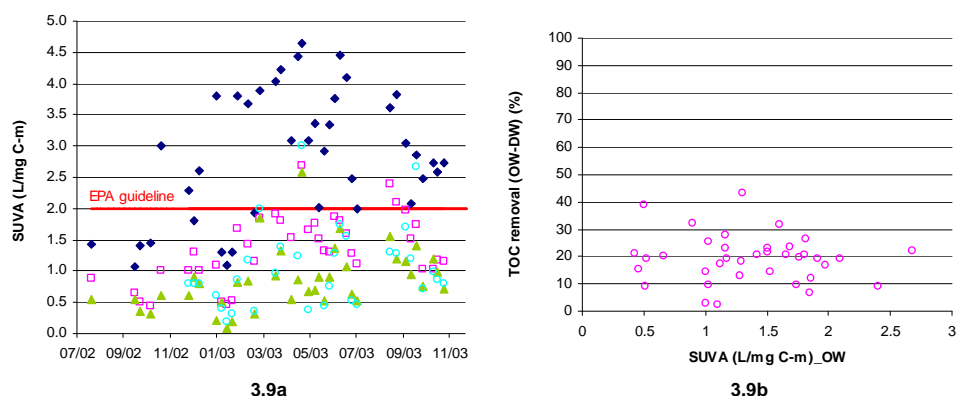 5.0
4.5
4.0
3.5
3.0
2.5
2.0
1.5
1.0
0.5
0.0
SUVA (L/mg C-m)
EPA guideline
07/02 09/02 11/02 01/03 03/03 05/03 07/03 09/03 11/03
3.9a
100
90
80
70
60
50
40
30
20
10
0
TOC removal (OW-DW) (%)
0 0.5 1 1.5 2 2.5 3
SUVA (L/mg C-m)_OW
3.9b